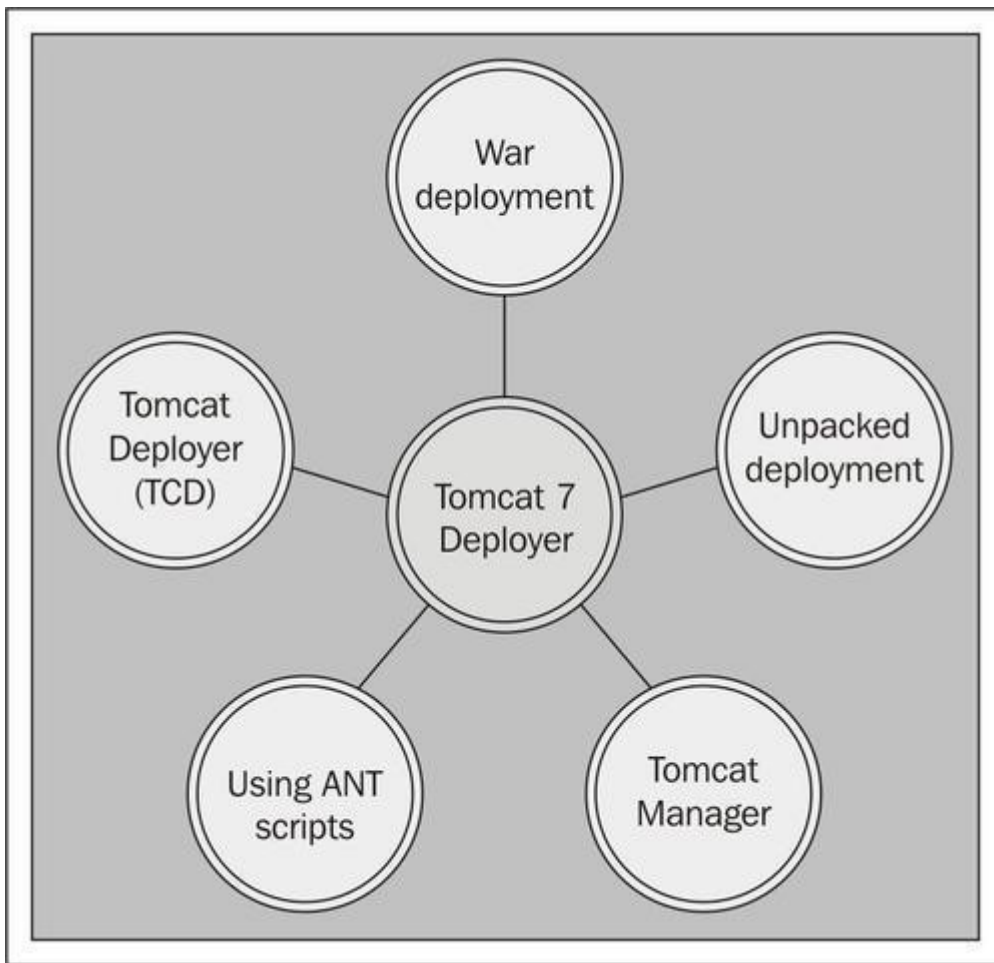 War
deployment
Tomcat
Deployer
(TCD)
Unpacked
deployment
Tomcat 7
Deployer
Using ANT
scripts
Tomcat
Manager